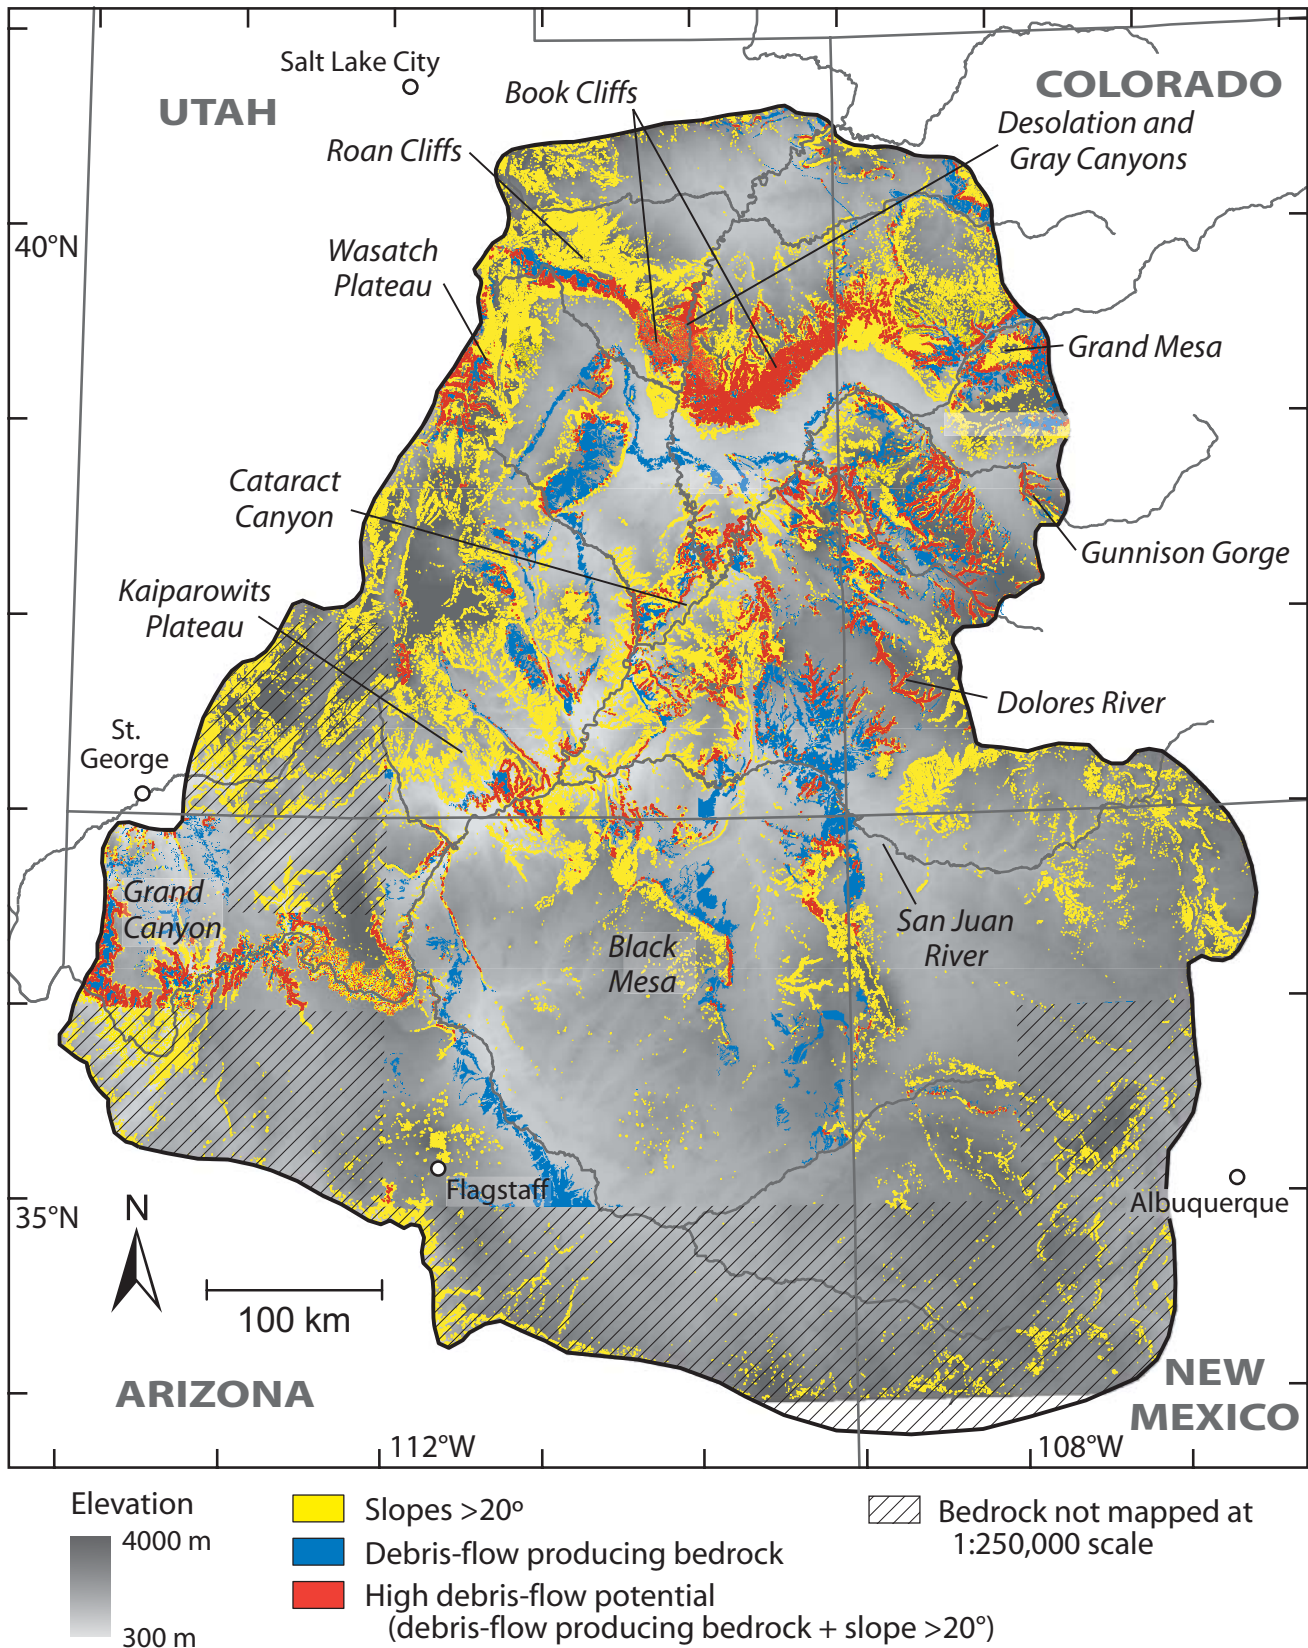 Salt Lake City
UTAH
Book Cliffs
COLORADO
Desolation and
Gray Canyons
Roan Cliffs
40°N
Wasatch
Plateau
Grand Mesa
Cataract
Canyon
Gunnison Gorge
Kaiparowits
Plateau
Dolores River
St.
George
Grand
Canyon
San Juan
River
Black
Mesa
Flagstaff
Albuquerque
35°N
N
100 km
ARIZONA
NEW
MEXICO
112°W
108°W
Elevation
4000 m
300 m
Slopes >20º
Debris-flow producing bedrock
High debris-flow potential
(debris-flow producing bedrock + slope >20°)
Bedrock not mapped at
1:250,000 scale